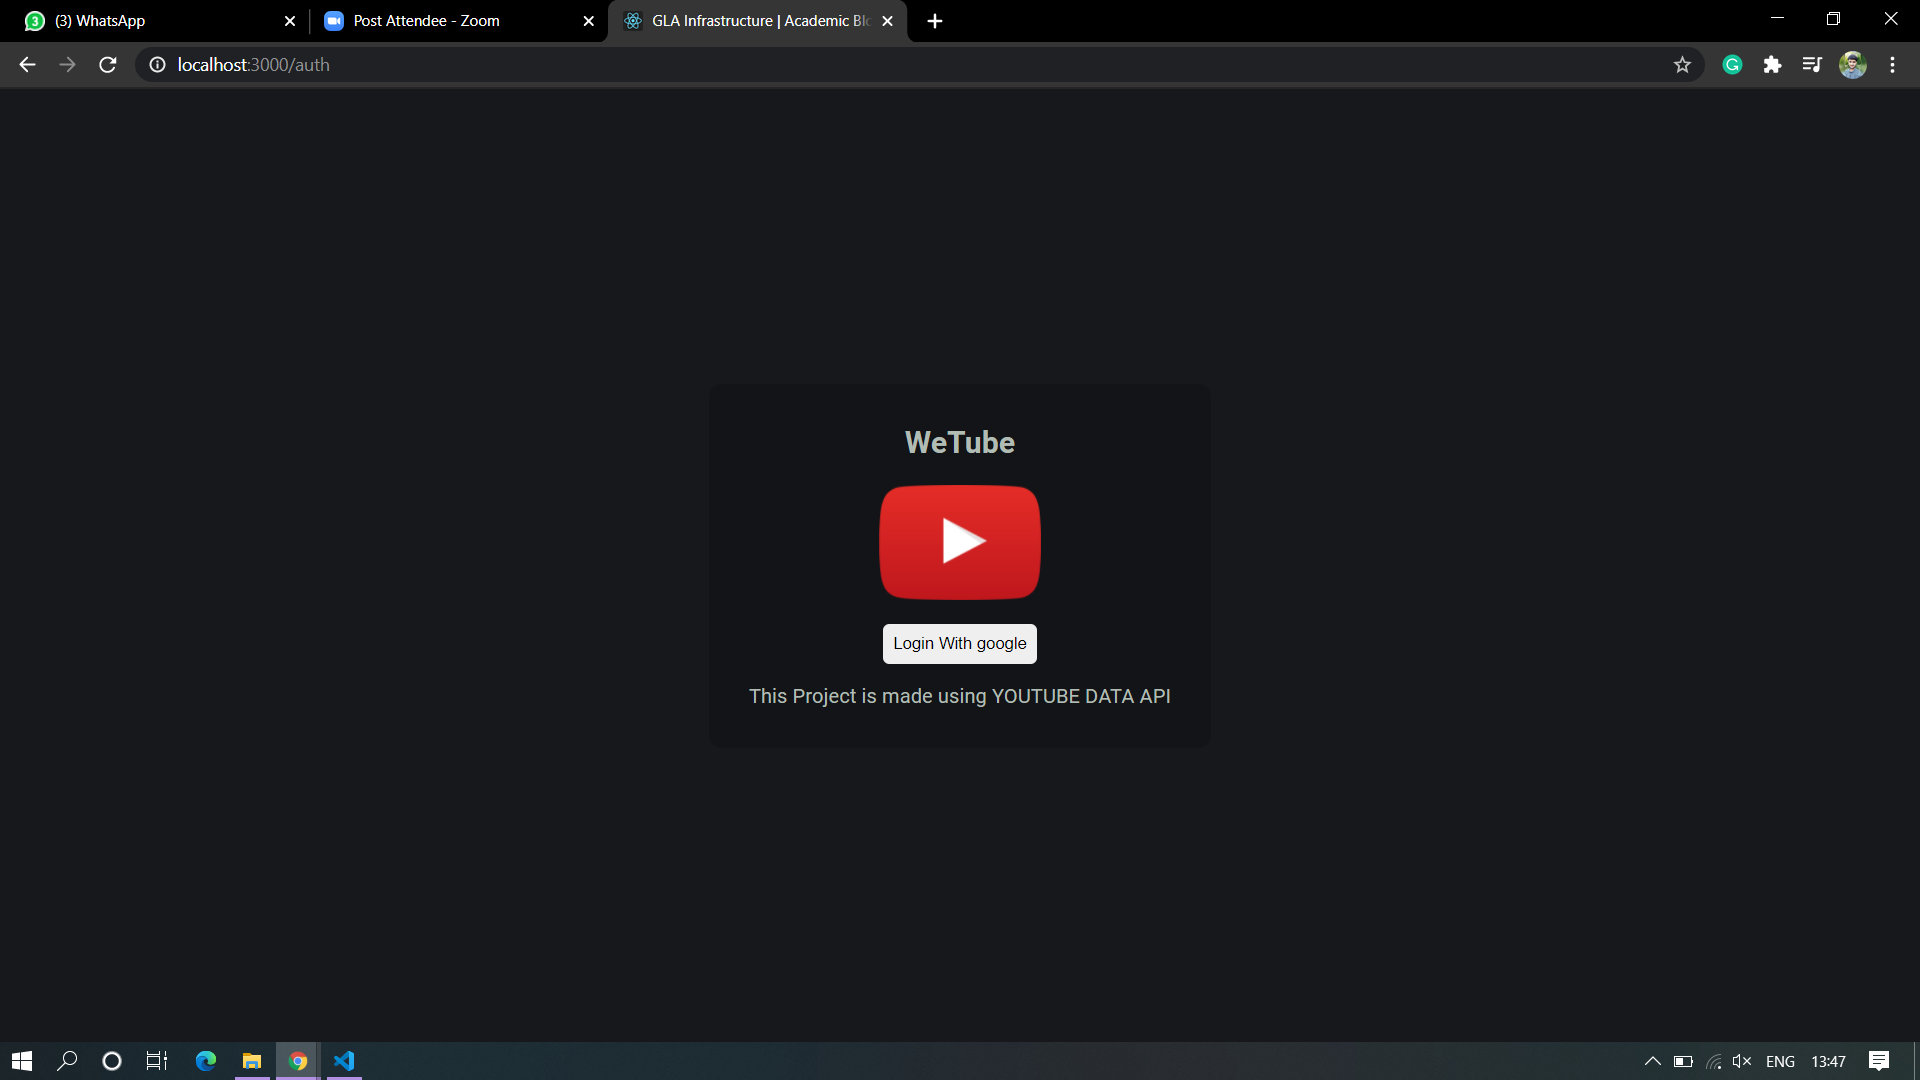 (3) WhatsApp
Post Attendee - Zoom
GLA Infrastructure | Academic Blo
localhost:3000/auth
WeTube
Login With google
This Project is made using YOUTUBE DATA API
ENG
13:47